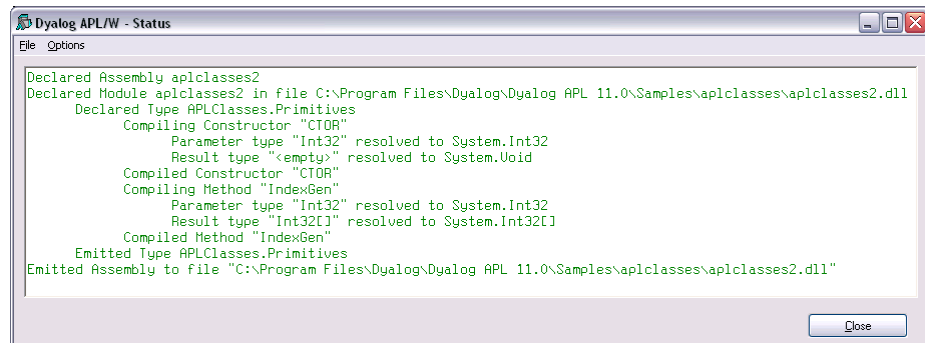 Dyalog APL/W - Status
File Options
Declared Assembly aplclasses2
Declared Module aplclasses2 in file C:\Program Files\Dyalog\Dyalog APL 11.0\Samples\aplclasses\aplclasses2.dll
Declared Type APLClasses.Primitives
Compiling Constructor "CTOR"
Parameter type "Int32" resolved to System.Int32
Result type "<empty>" resolved to System.Void
Compiled Constructor "CTOR"
Compiling Method "IndexGen"
Parameter type "Int32" resolved to System.Int32
Result type "Int32[]" resolved to System.Int32[]
Compiled Method "IndexGen"
Emitted Type APLClasses.Primitives
Emitted Assembly to file "C:\Program Files\Dyalog\Dyalog APL 11.0\Samples\aplclasses\aplclasses2.dll"
Close